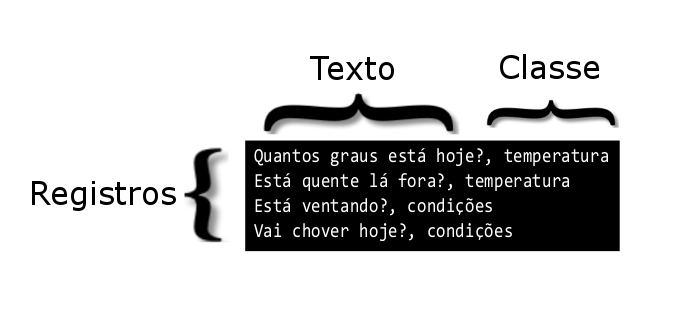 Texto
Classe
Registros
Quantos graus está hoje?, temperatura
Está quente lá fora?, temperatura
Está ventando?, condições
Vai chover hoje?, condições